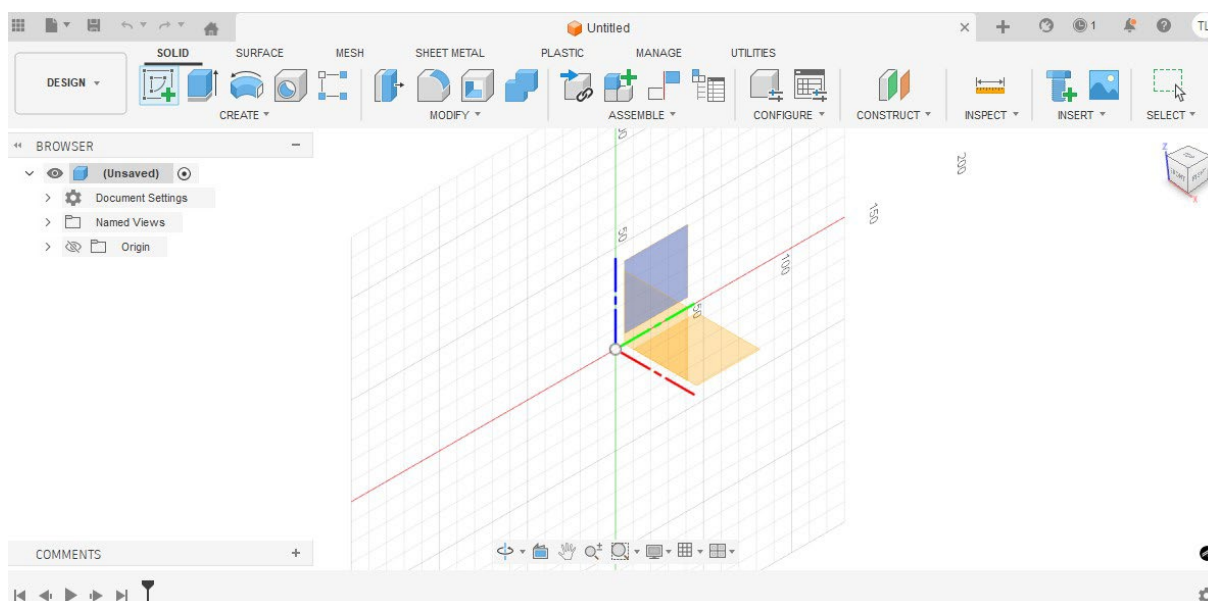 Untitled
1
TL
SOLID SURFACE MESH SHEET METAL PLASTIC MANAGE UTILITIES
DESIGN
CREATE MODIFY ASSEMBLE CONFIGURE CONSTRUCT INSPECT INSERT SELECT
BROWSER
(Unsaved)
Document Settings
Named Views
Origin
50
50
100
150
200
Z
X
COMMENTS